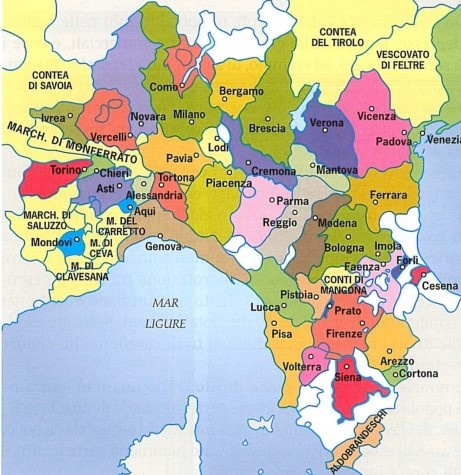 CONTEA
DEL TIROLO
VESCOVATO
DI FELTRE
CONTEA
DI SAVOIA
Como
Bergamo
Ivrea
Novara
Milano
Brescia
Verona
Vicenza
Vercelli
Lodi
Padova
Venezia
MARCH. DI MONFERRATO
Pavia
Torino
Chieri
Cremona
Mantova
Tortona
Asti
Piacenza
Alessandria
Ferrara
Parma
Aqui
MARCH. DI
SALUZZO
M. DEL
CARRETTO
Reggio
Modena
Mondovì
M. DI
CEVA
Genova
Bologna
Imola
M. DI
CLAVESANA
Faenza
Forlì
CONTI DI
MANGONA
Cesena
MAR
LIGURE
Pistoia
Lucca
Prato
Pisa
Firenze
Arezzo
Volterra
Siena
Cortona
ALDOBRANDESCHI